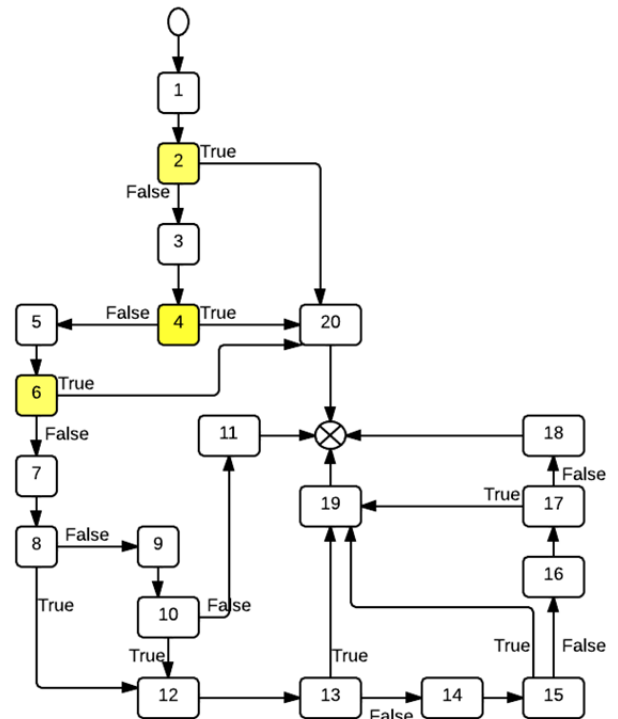 1
2 True
False
3
5 False 4 True 20
6 True
False
11 18
7 False
19 True 17
8 False 9
16
True 10 False
True True True False
12 13 14 15
False